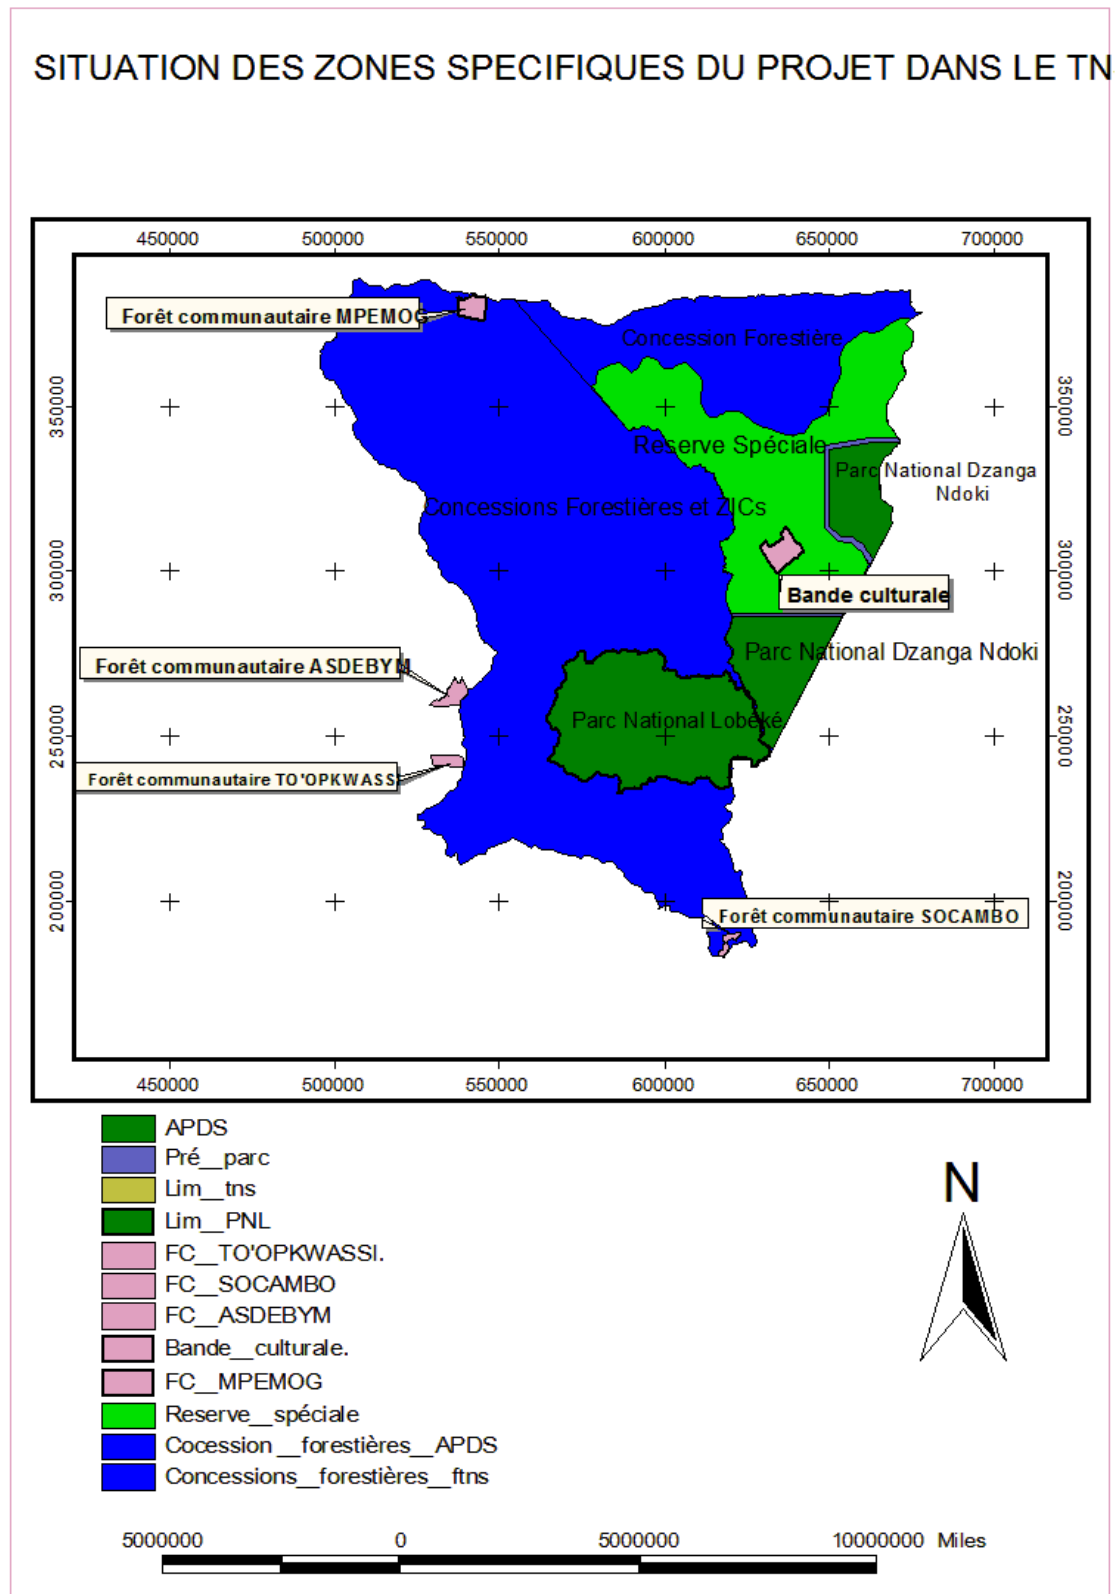 SITUATION DES ZONES SPECIFIQUES DU PROJET DANS LE TN
450000 500000 550000 600000 650000 700000
Forêt communautaire MPEMOG
Concession Forestière
350000 350000
Reserve Spéciale
Parc National Dzanga
Ndoki
Concessions Forestières et ZICs
300000 300000
Bande culturale
Forêt communautaire ASDEBYM
Parc National Dzanga Ndoki
Parc National Lobéké
250000 250000
Forêt communautaire TO'OPKWASS
200000 200000
Forêt communautaire SOCAMBO
450000 500000 550000 600000 650000 700000
APDS
Pré__parc
Lim__tns
Lim__PNL
FC__TO'OPKWASSI.
FC__SOCAMBO
FC__ASDEBYM
Bande__culturale.
FC__MPEMOG
Reserve__spéciale
Cocession __forestières__APDS
Concessions__forestières__ftns
N
5000000 0 5000000 10000000 Miles